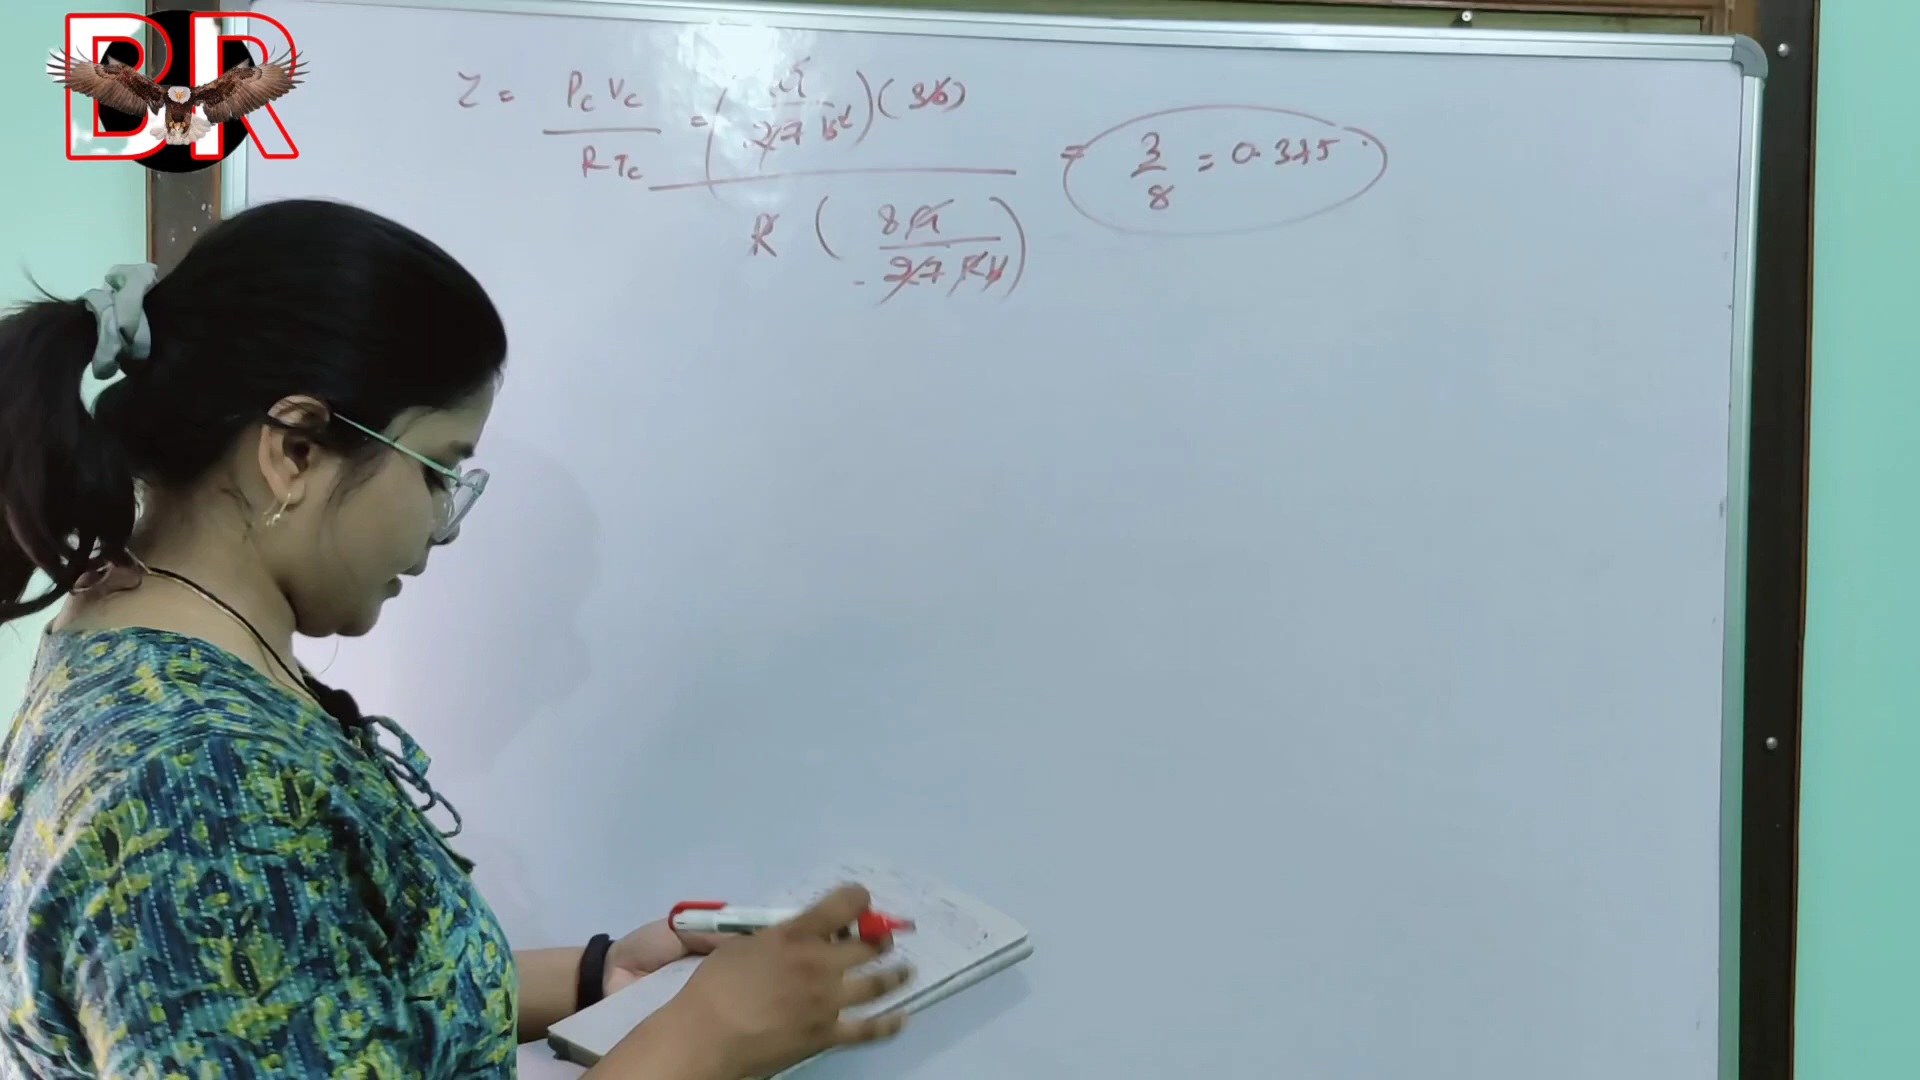 BR
Z = PcVc / RTc = (a / 27b²)(3b) / R (8a / 27Rb) = 3/8 = 0.375